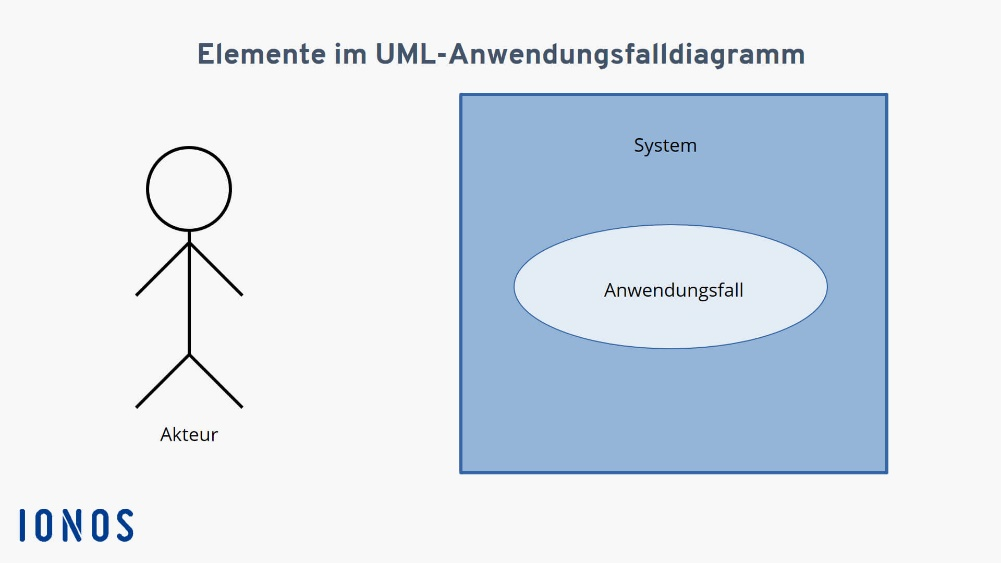 Elemente im UML-Anwendungsfalldiagramm
System
Anwendungsfall
Akteur
IONOS